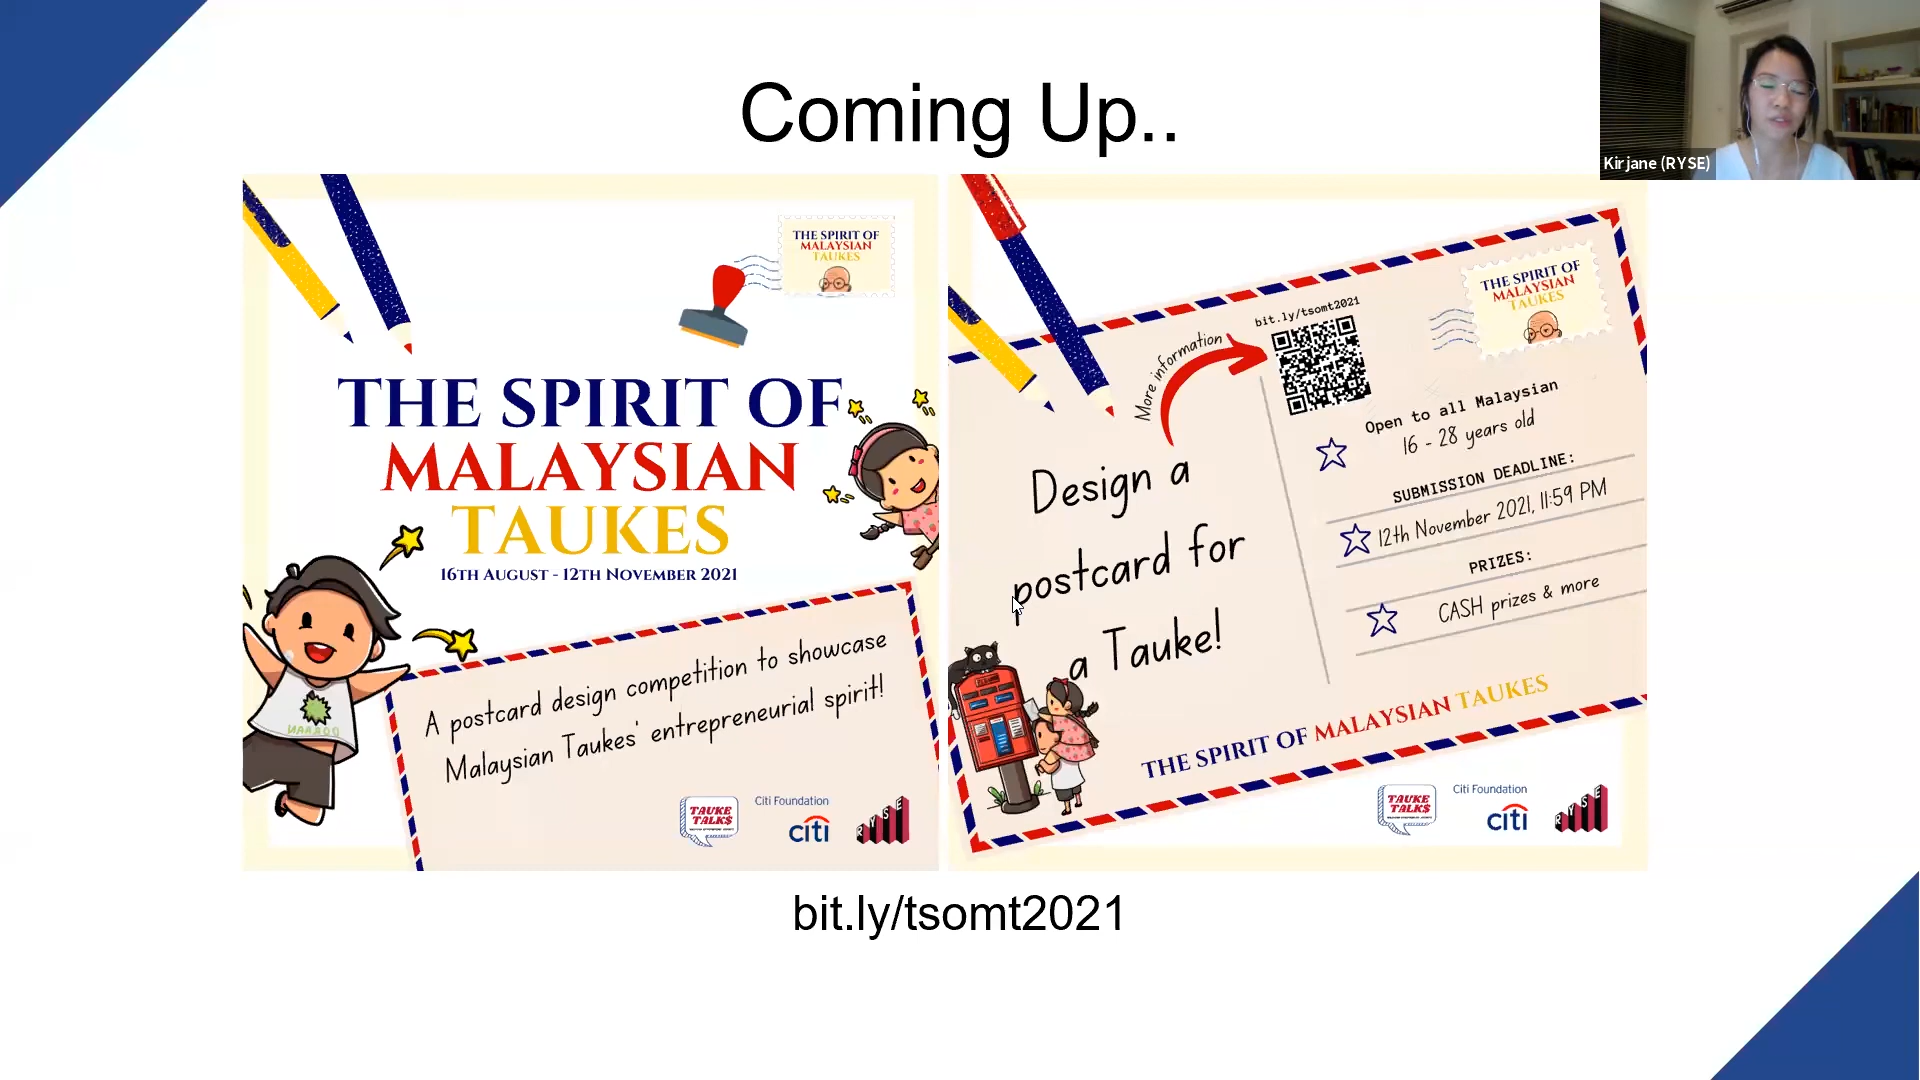 Coming Up..
Kirjane (RYSE)
THE SPIRIT OF
MALAYSIAN
TAUKES
THE SPIRIT OF
MALAYSIAN
TAUKES
16TH AUGUST - 12TH NOVEMBER 2021
A postcard design competition to showcase
Malaysian Taukes' entrepreneurial spirit!
TAUKE
TALKS
Citi Foundation
citi
RYSE
bit.ly/tsomt2021
More information
THE SPIRIT OF
MALAYSIAN
TAUKES
Design a
postcard for
a Tauke!
Open to all Malaysian
16 - 28 years old
SUBMISSION DEADLINE:
12th November 2021, 11:59 PM
PRIZES:
CASH prizes & more
THE SPIRIT OF MALAYSIAN TAUKES
TAUKE
TALKS
Citi Foundation
citi
RYSE
bit.ly/tsomt2021